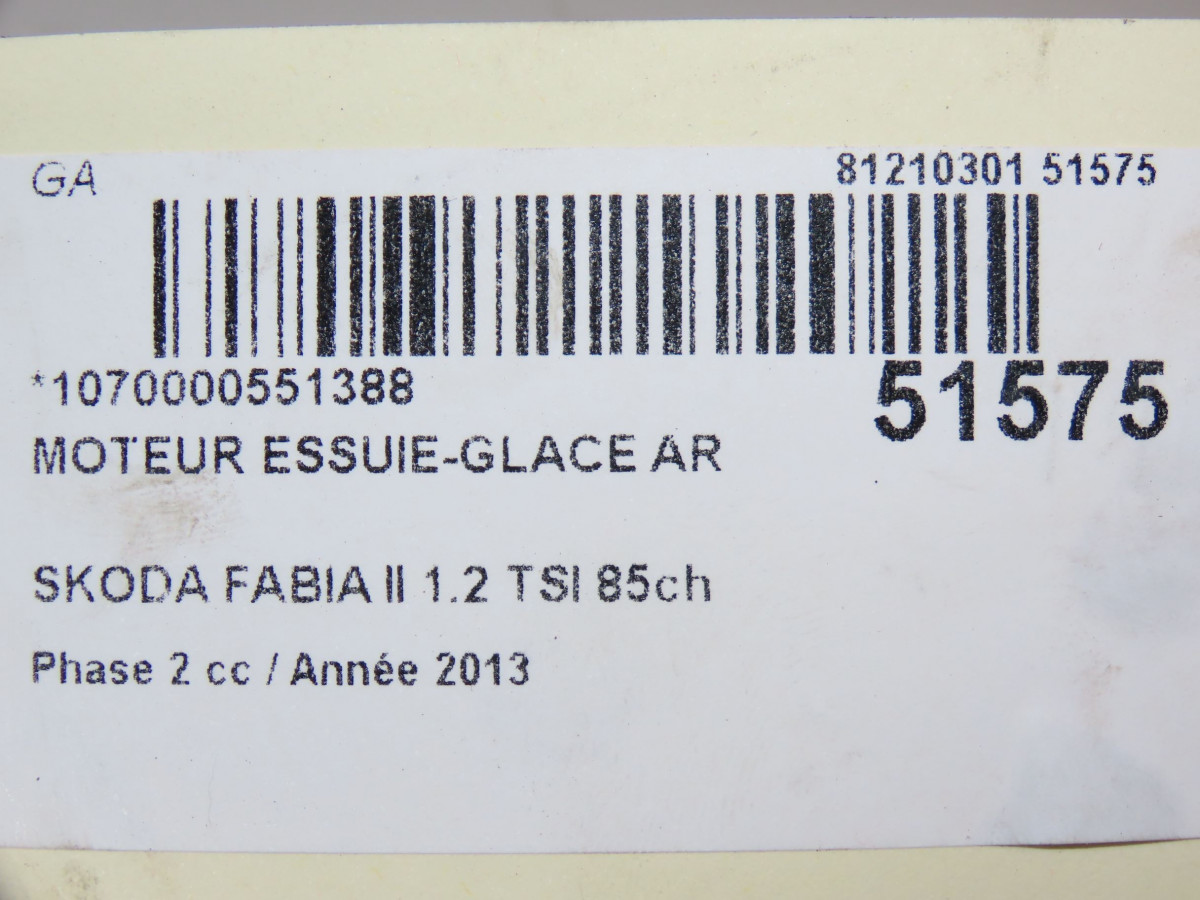 GA
81210301 51575
*1070000551388
51575
MOTEUR ESSUIE-GLACE AR
SKODA FABIA II 1.2 TSI 85ch
Phase 2 cc / Année 2013